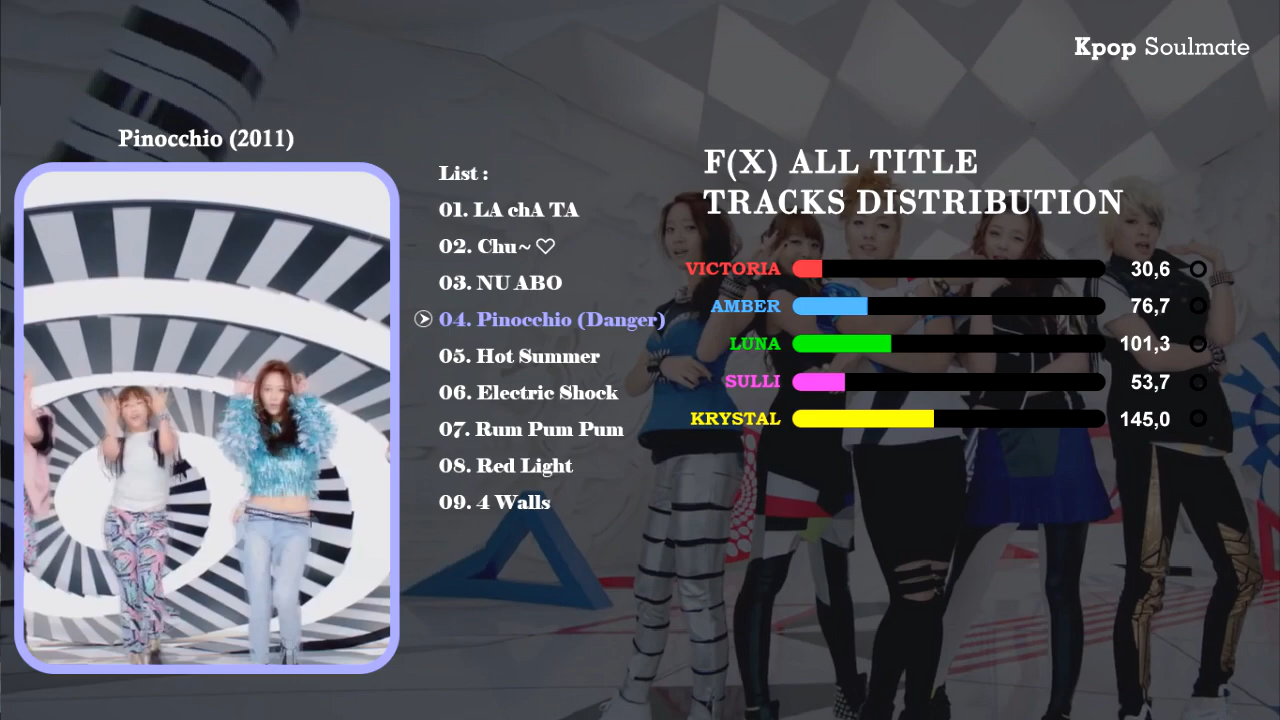 Kpop Soulmate
Pinocchio (2011)
List :
01. LA chA TA
02. Chu~ ♡
03. NU ABO
04. Pinocchio (Danger)
05. Hot Summer
06. Electric Shock
07. Rum Pum Pum
08. Red Light
09. 4 Walls
F(X) ALL TITLE
TRACKS DISTRIBUTION
VICTORIA 30,6
AMBER 76,7
LUNA 101,3
SULLI 53,7
KRYSTAL 145,0